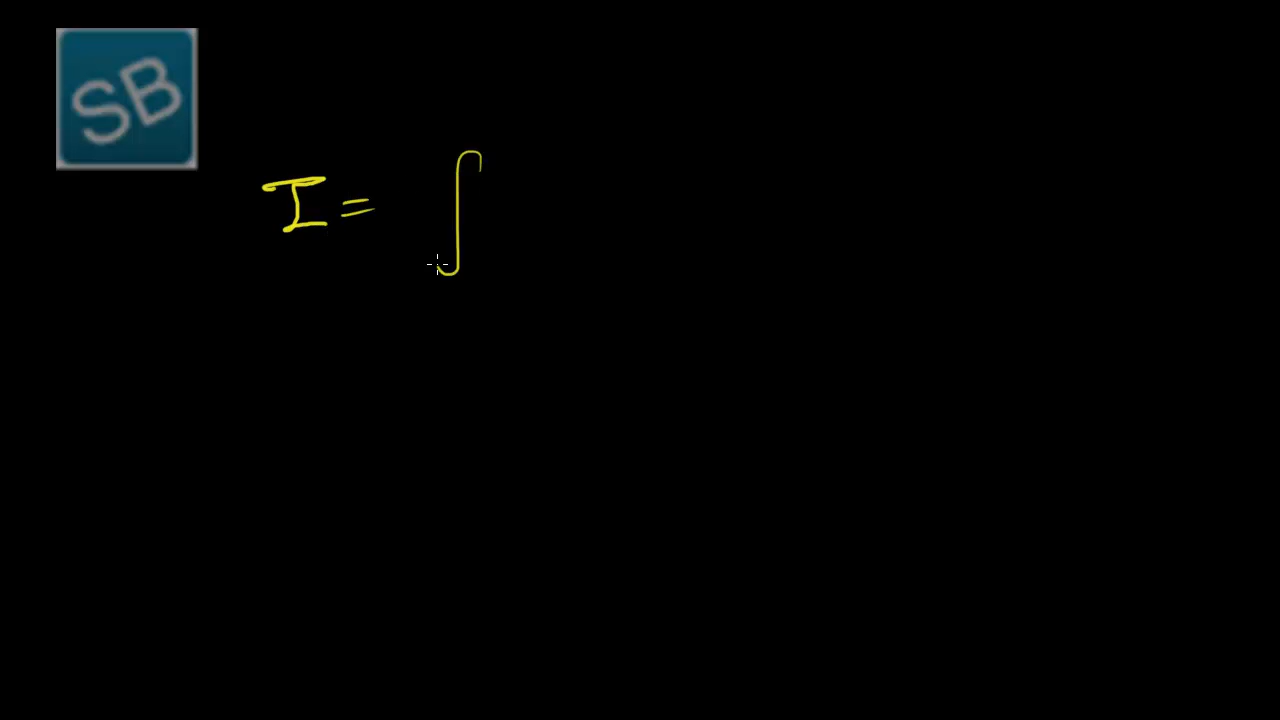 SB
I = ∫